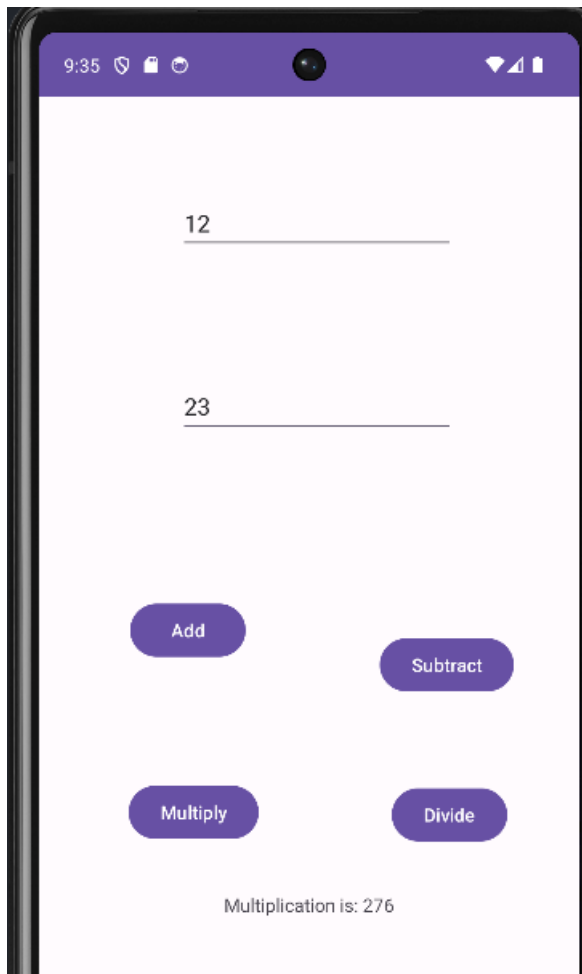 9:35
12
23
Add
Subtract
Multiply
Divide
Multiplication is: 276